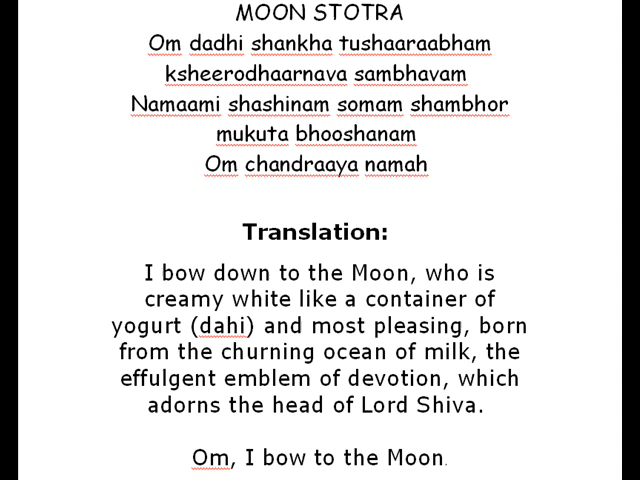 MOON STOTRA
Om dadhi shankha tushaaraabham
ksheerodhaarnava sambhavam
Namaami shashinam somam shambhor
mukuta bhooshanam
Om chandraaya namah
Translation:
I bow down to the Moon, who is
creamy white like a container of
yogurt (dahi) and most pleasing, born
from the churning ocean of milk, the
effulgent emblem of devotion, which
adorns the head of Lord Shiva.
Om, I bow to the Moon.